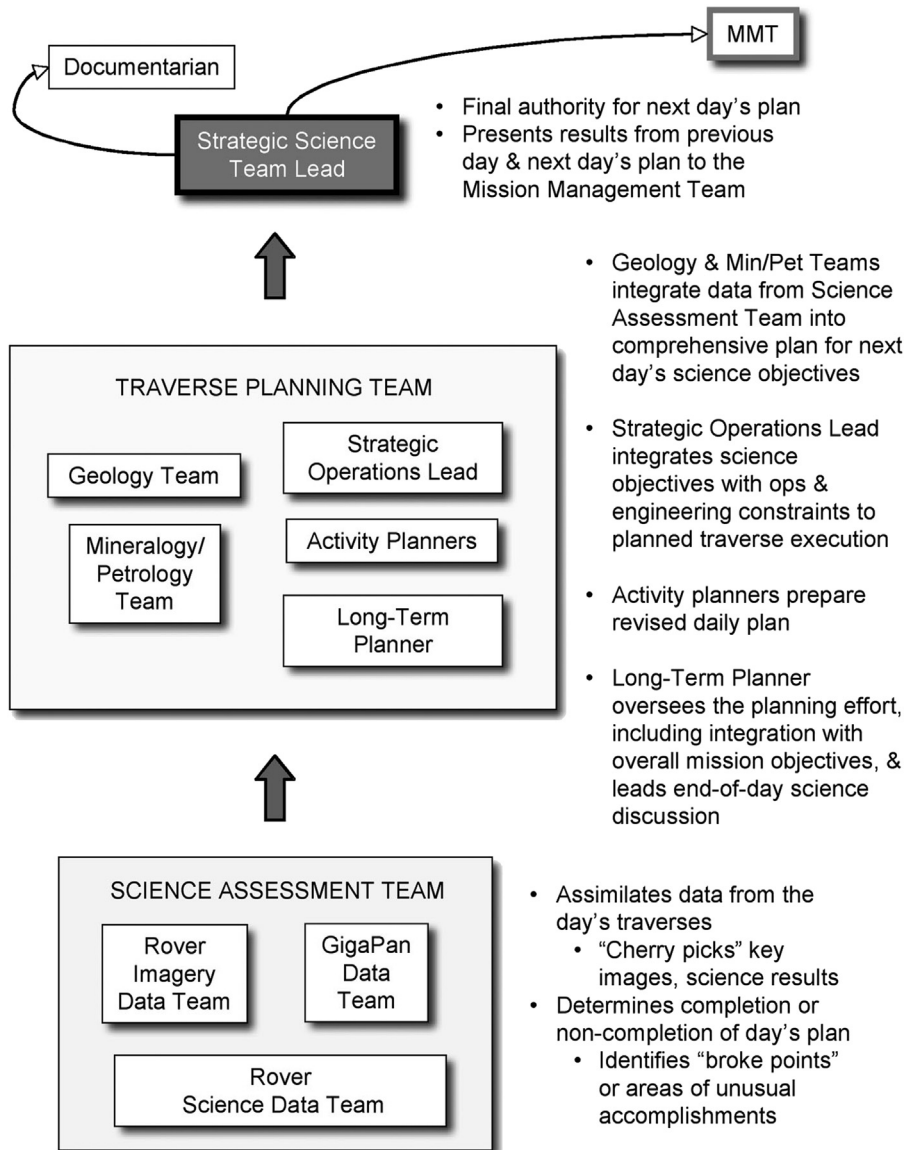 MMT
Documentarian
Strategic Science
Team Lead
• Final authority for next day's plan
• Presents results from previous
day & next day's plan to the
Mission Management Team
• Geology & Min/Pet Teams
integrate data from Science
Assessment Team into
comprehensive plan for next
day's science objectives
• Strategic Operations Lead
integrates science
objectives with ops &
engineering constraints to
planned traverse execution
• Activity planners prepare
revised daily plan
• Long-Term Planner
oversees the planning effort,
including integration with
overall mission objectives, &
leads end-of-day science
discussion
TRAVERSE PLANNING TEAM
Geology Team
Mineralogy/
Petrology
Team
Strategic
Operations Lead
Activity Planners
Long-Term
Planner
SCIENCE ASSESSMENT TEAM
Rover
Imagery
Data Team
GigaPan
Data
Team
Rover
Science Data Team
• Assimilates data from the
day's traverses
• “Cherry picks” key
images, science results
• Determines completion or
non-completion of day's plan
• Identifies “broke points”
or areas of unusual
accomplishments